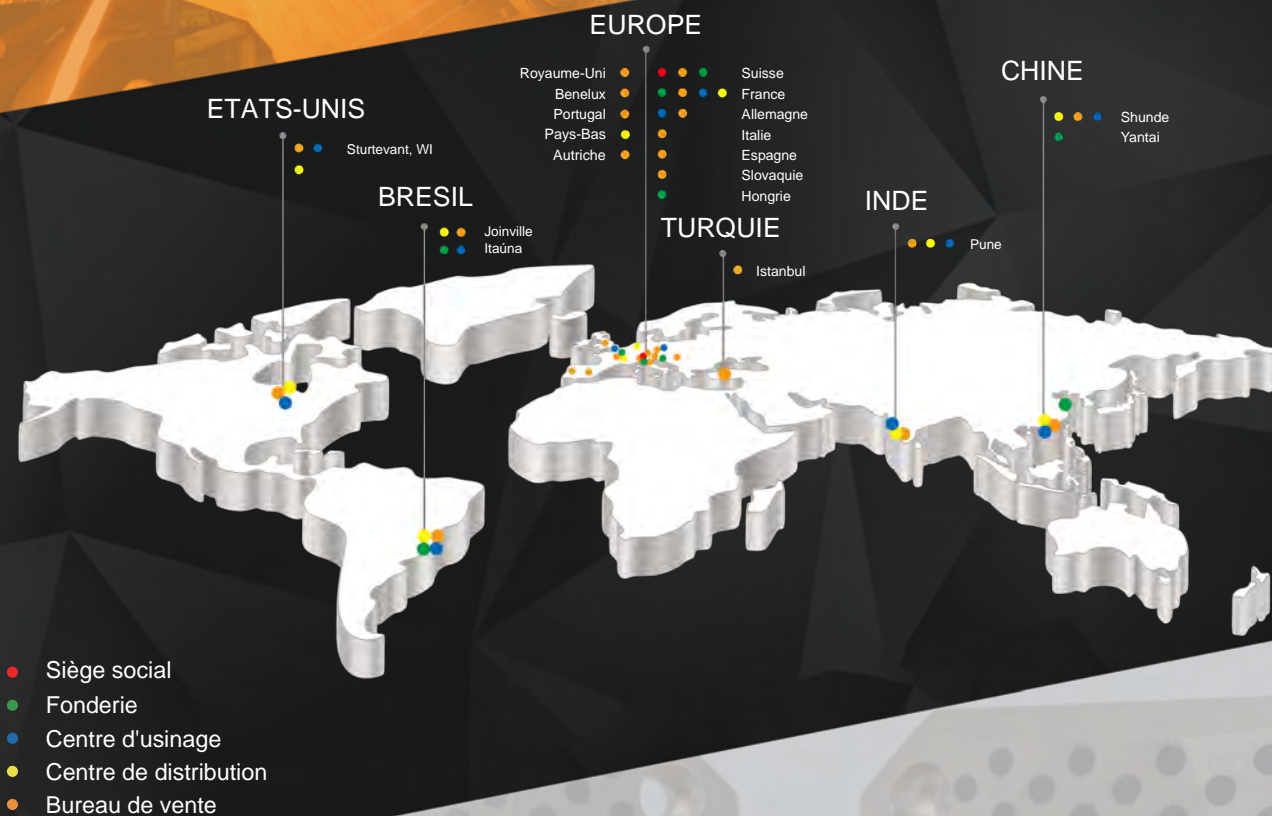 EUROPE
Royaume-Uni
Benelux
Portugal
Pays-Bas
Autriche
Suisse
France
Allemagne
Italie
Espagne
Slovaquie
Hongrie
CHINE
Shunde
Yantai
ETATS-UNIS
Sturtevant, WI
BRESIL
Joinville
Itaúna
TURQUIE
Istanbul
INDE
Pune
Siège social
Fonderie
Centre d'usinage
Centre de distribution
Bureau de vente